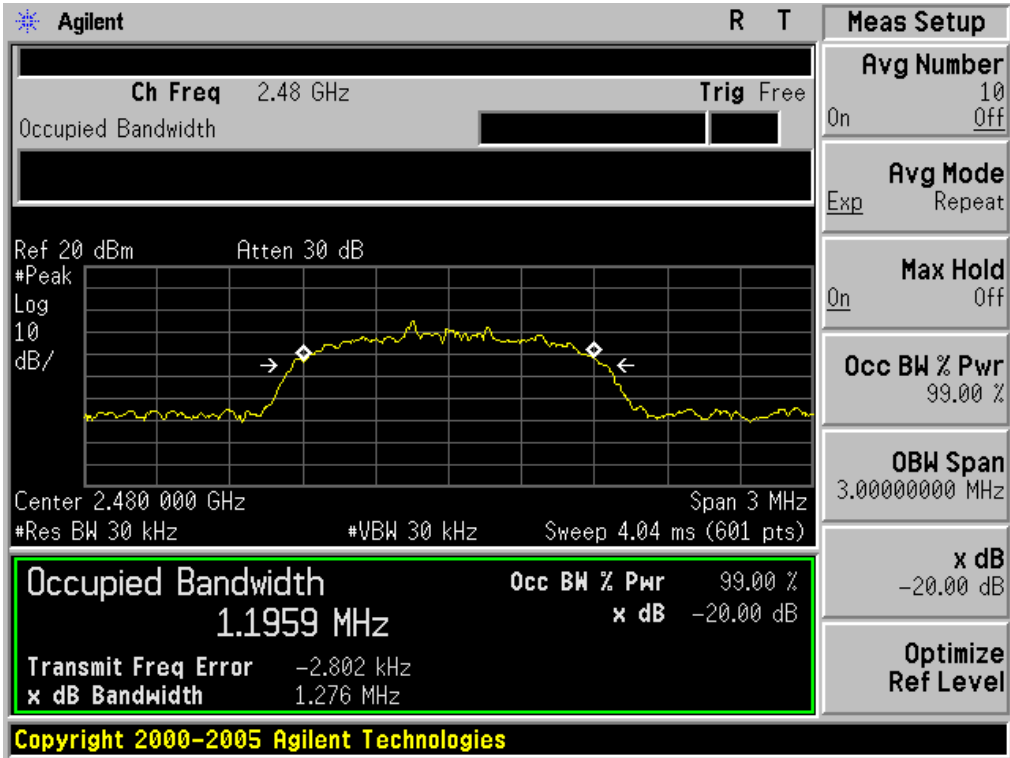 Agilent R T
Ch Freq 2.48 GHz Trig Free
Occupied Bandwidth
Ref 20 dBm Atten 30 dB
#Peak
Log
10
dB/
Center 2.480 000 GHz Span 3 MHz
#Res BW 30 kHz #VBW 30 kHz Sweep 4.04 ms (601 pts)
Occupied Bandwidth
1.1959 MHz
Occ BW % Pwr 99.00 %
x dB -20.00 dB
Transmit Freq Error -2.802 kHz
x dB Bandwidth 1.276 MHz
Copyright 2000-2005 Agilent Technologies
Meas Setup
Avg Number
10
On Off
Avg Mode
Exp Repeat
Max Hold
On Off
Occ BW % Pwr
99.00 %
OBW Span
3.00000000 MHz
x dB
-20.00 dB
Optimize
Ref Level